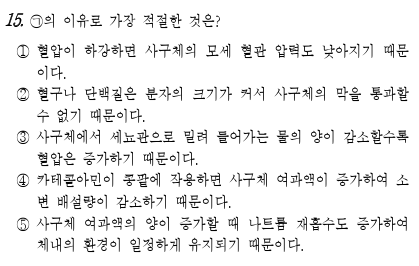 15. ㉠의 이유로 가장 적절한 것은?
① 혈압이 하강하면 사구체의 모세 혈관 압력도 낮아지기 때문
이다.
② 혈구나 단백질은 분자의 크기가 커서 사구체의 막을 통과할
수 없기 때문이다.
③ 사구체에서 세뇨관으로 밀려 들어가는 물의 양이 감소할수록
혈압은 증가하기 때문이다.
④ 카테콜아민이 콩팥에 작용하면 사구체 여과액이 증가하여 소
변 배설량이 감소하기 때문이다.
⑤ 사구체 여과액의 양이 증가할 때 나트륨 재흡수도 증가하여
체내의 환경이 일정하게 유지되기 때문이다.